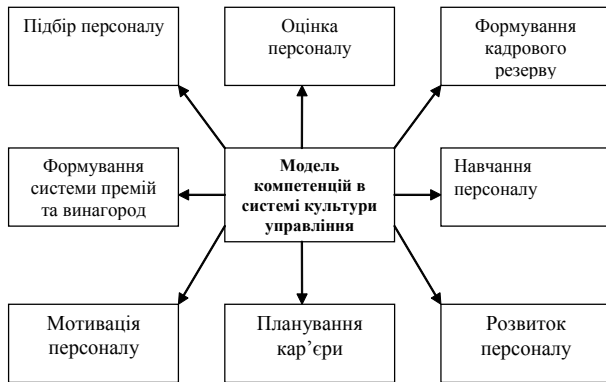 Підбір персоналу
Оцінка
персоналу
Формування
кадрового
резерву
Формування
системи премій
та винагород
Модель
компетенцій в
системі культури
управління
Навчання
персоналу
Мотивація
персоналу
Планування
кар’єри
Розвиток
персоналу